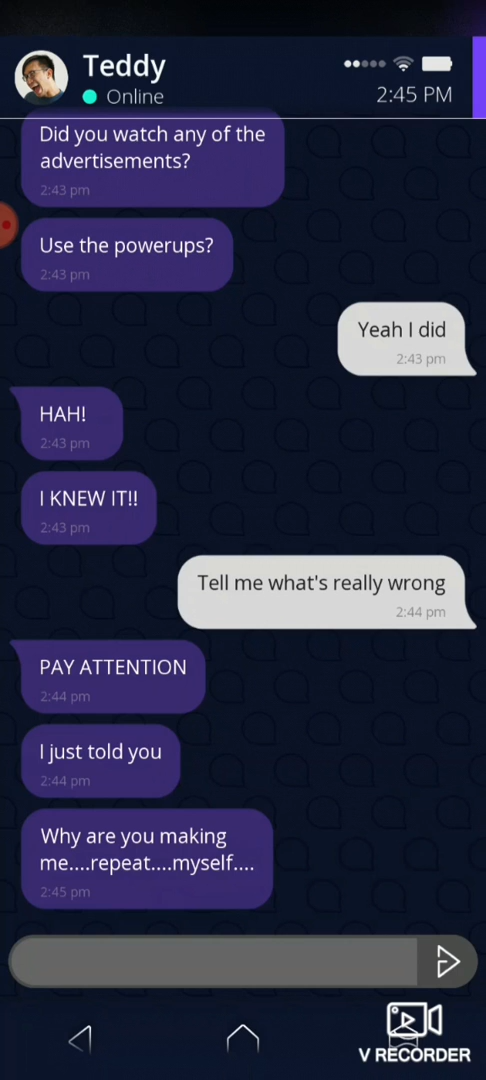 Teddy
Online
2:45 PM
Did you watch any of the
advertisements?
2:43 pm
Use the powerups?
2:43 pm
Yeah I did
2:43 pm
HAH!
2:43 pm
I KNEW IT!!
2:43 pm
Tell me what's really wrong
2:44 pm
PAY ATTENTION
2:44 pm
I just told you
2:44 pm
Why are you making
me....repeat....myself....
2:45 pm
V RECORDER